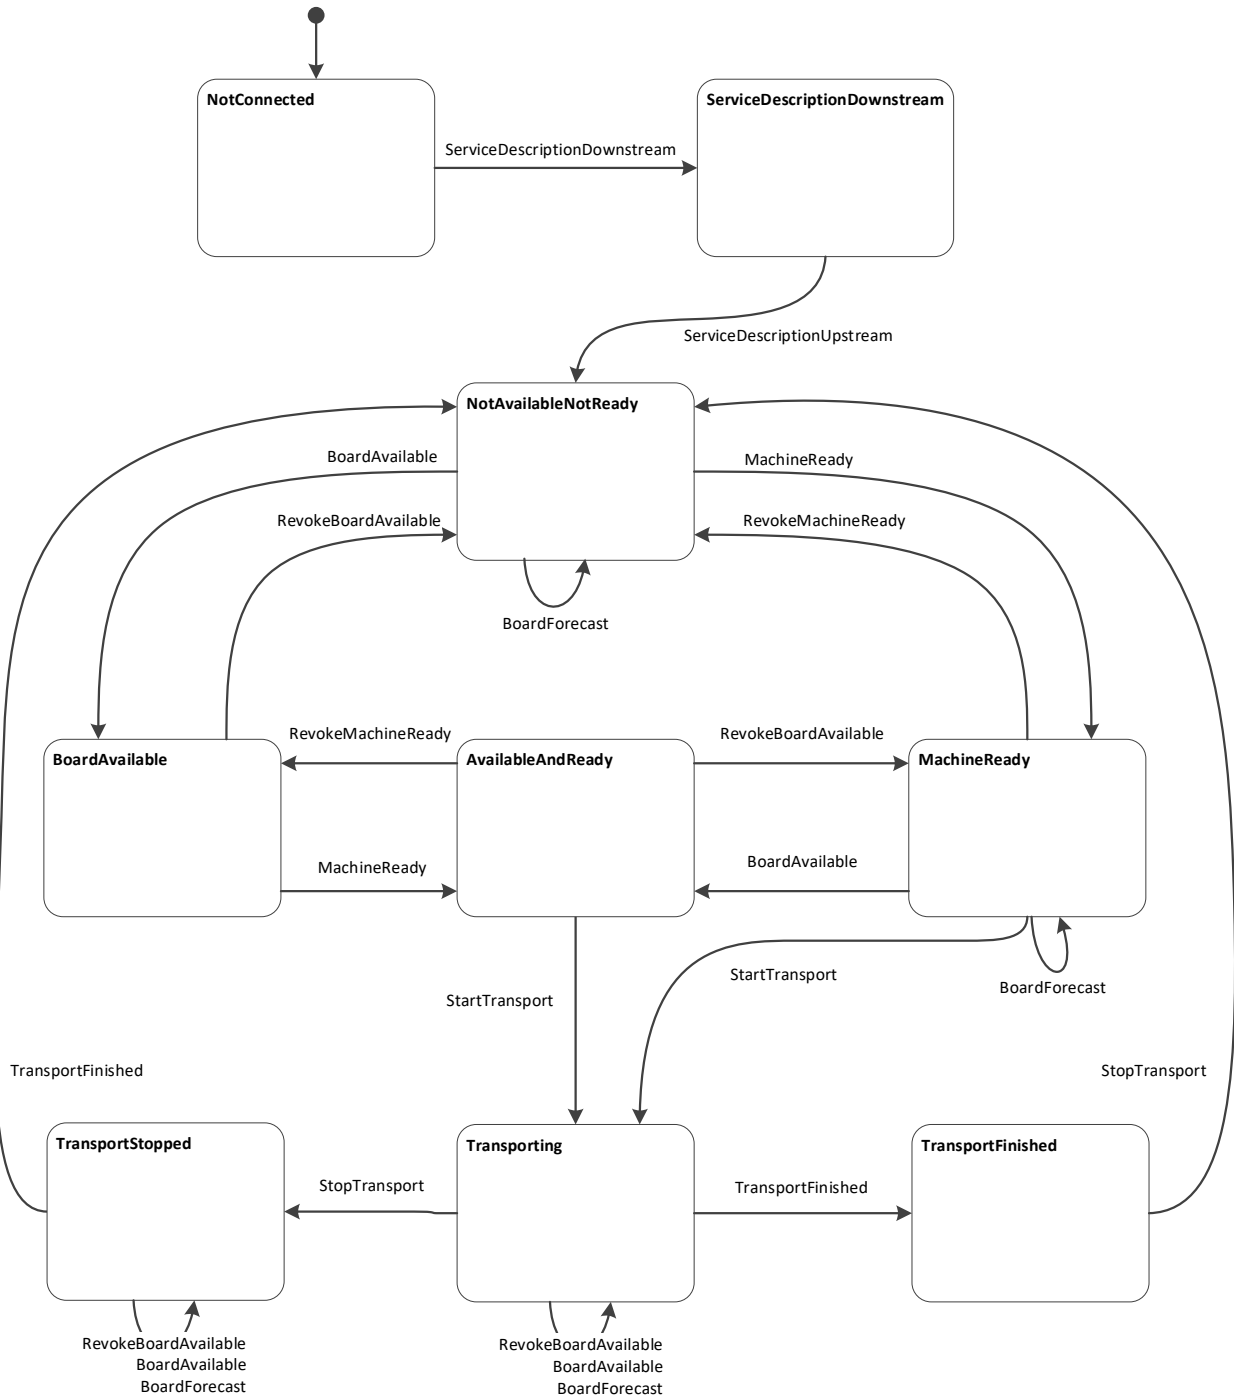 NotConnected
ServiceDescriptionDownstream
ServiceDescriptionDownstream
ServiceDescriptionUpstream
NotAvailableNotReady
BoardAvailable
MachineReady
RevokeBoardAvailable
RevokeMachineReady
BoardForecast
RevokeMachineReady
RevokeBoardAvailable
BoardAvailable
AvailableAndReady
MachineReady
MachineReady
BoardAvailable
StartTransport
StartTransport
BoardForecast
TransportFinished
StopTransport
TransportStopped
Transporting
TransportFinished
StopTransport
TransportFinished
RevokeBoardAvailable
BoardAvailable
BoardForecast
RevokeBoardAvailable
BoardAvailable
BoardForecast